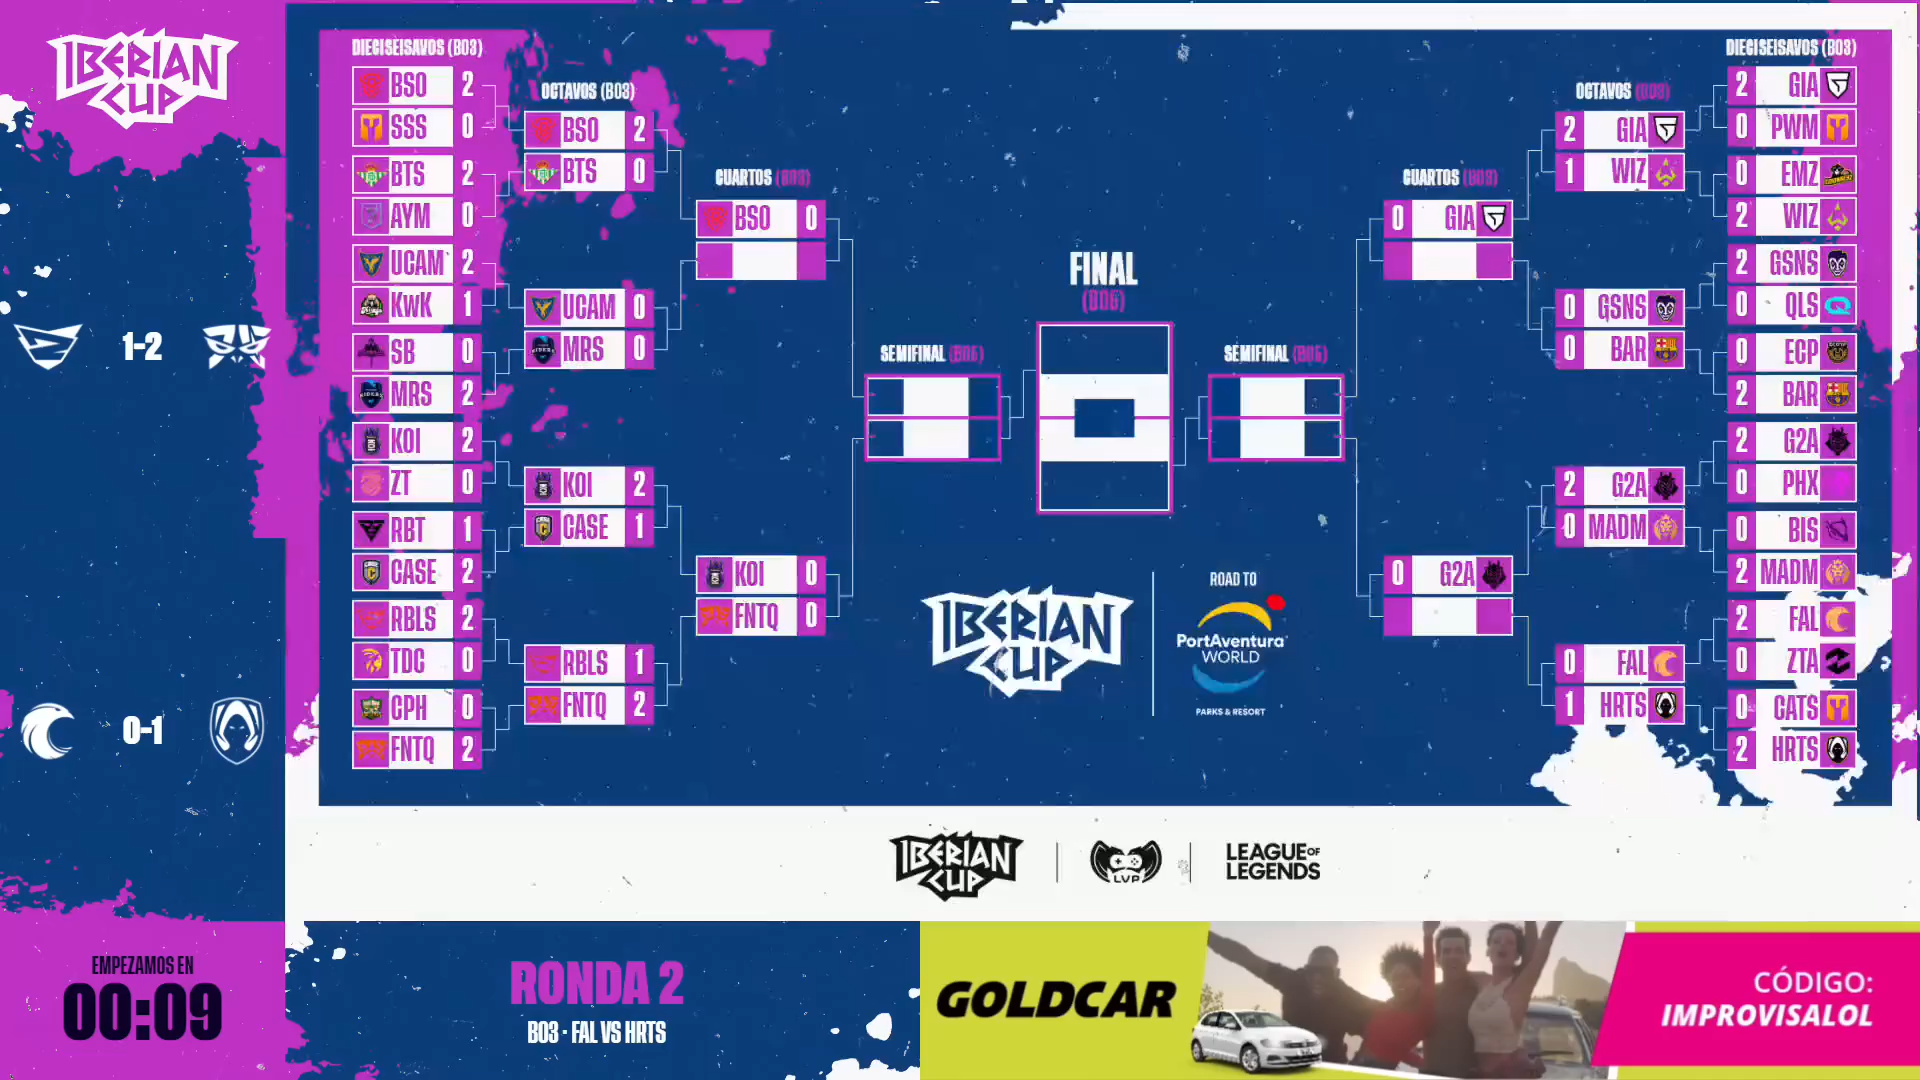 IBERIAN
CUP
1-2
0-1
DIECISEISAVOS (BO3)
BSO 2
SSS 0
BTS 2
AYM 0
UCAM 2
KWK 1
SB 0
MRS 2
KOI 2
ZT 0
RBT 1
CASE 2
RBLS 2
TDC 0
CPH 0
FNTQ 2
OCTAVOS (BO3)
BSO 2
BTS 0
UCAM 0
MRS 0
KOI 2
CASE 1
RBLS 1
FNTQ 2
CUARTOS (BO3)
BSO 0
KOI 0
FNTQ 0
SEMIFINAL (BO5)
FINAL
(BO5)
SEMIFINAL (BO5)
CUARTOS (BO3)
0 GIA
0 G2A
OCTAVOS (BO3)
2 GIA
1 WIZ
0 GSNS
0 BAR
2 G2A
0 MADM
0 FAL
1 HRTS
DIECISEISAVOS (BO3)
2 GIA
0 PWM
0 EMZ
2 WIZ
2 GSNS
0 QLS
0 ECP
2 BAR
2 G2A
0 PHX
0 BIS
2 MADM
2 FAL
0 ZTA
0 CATS
2 HRTS
IBERIAN
CUP
ROAD TO
PortAventura
WORLD
PARKS & RESORT
IBERIAN
CUP
LVP
LEAGUE OF
LEGENDS
EMPEZAMOS EN
00:09
RONDA 2
BO3 - FAL VS HRTS
GOLDCAR
CÓDIGO:
IMPROVISALOL